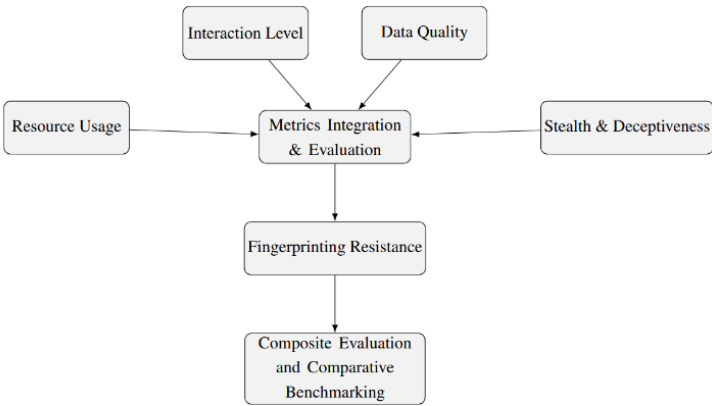 Interaction Level
Data Quality
Resource Usage
Metrics Integration
& Evaluation
Stealth & Deceptiveness
Fingerprinting Resistance
Composite Evaluation
and Comparative
Benchmarking